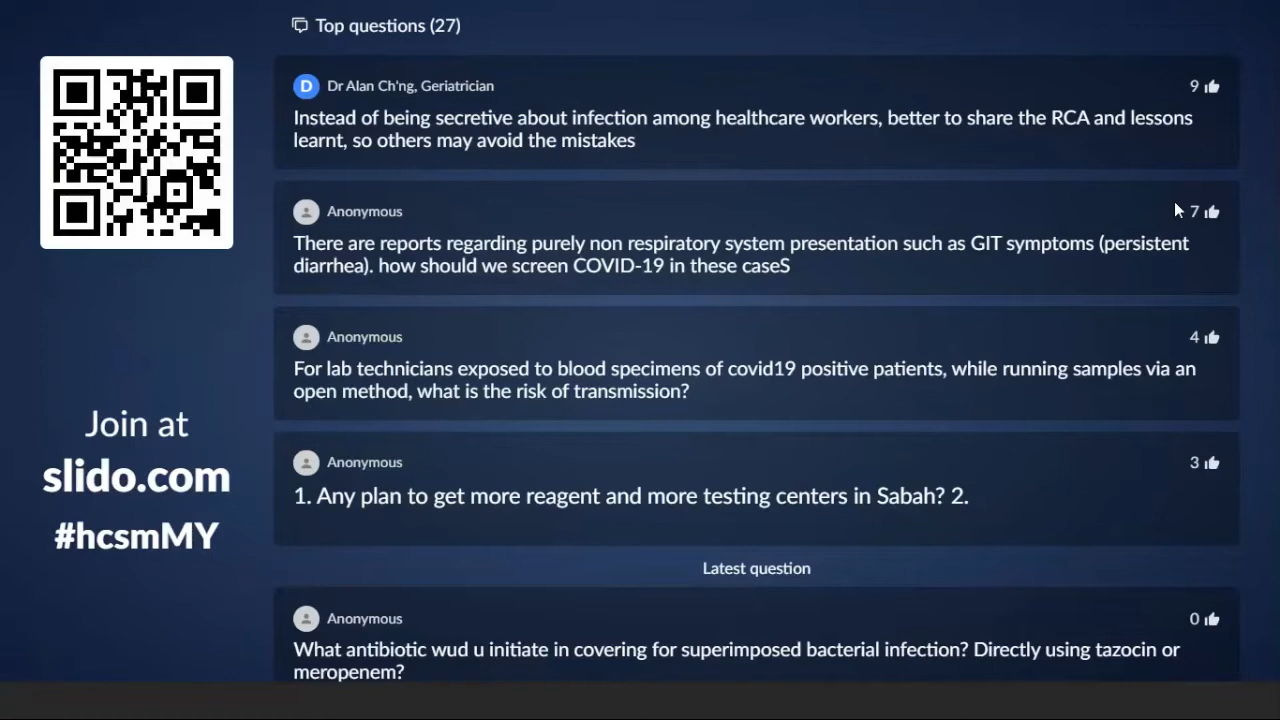 Top questions (27)
D Dr Alan Ch'ng, Geriatrician 9
Instead of being secretive about infection among healthcare workers, better to share the RCA and lessons
learnt, so others may avoid the mistakes
Anonymous 7
There are reports regarding purely non respiratory system presentation such as GIT symptoms (persistent
diarrhea). how should we screen COVID-19 in these caseS
Anonymous 4
For lab technicians exposed to blood specimens of covid19 positive patients, while running samples via an
open method, what is the risk of transmission?
Anonymous 3
1. Any plan to get more reagent and more testing centers in Sabah? 2.
Latest question
Anonymous 0
What antibiotic wud u initiate in covering for superimposed bacterial infection? Directly using tazocin or
meropenem?
Join at
slido.com
#hcsmMY